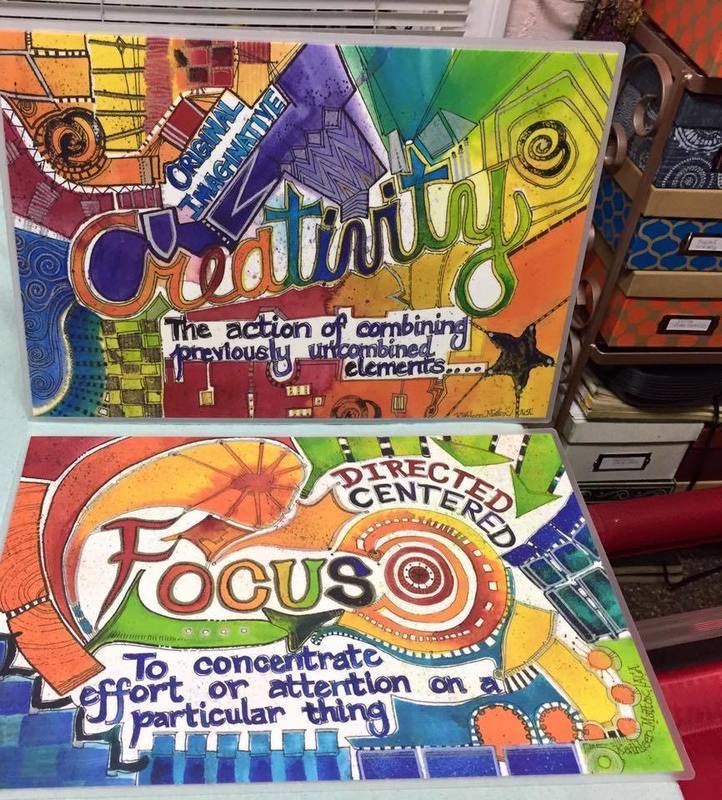 ORIGINAL
IMAGINATIVE
Creativity
The action of combining
previously uncombined
elements....
DIRECTED
CENTERED
Focus
To concentrate
effort or attention on a
particular thing